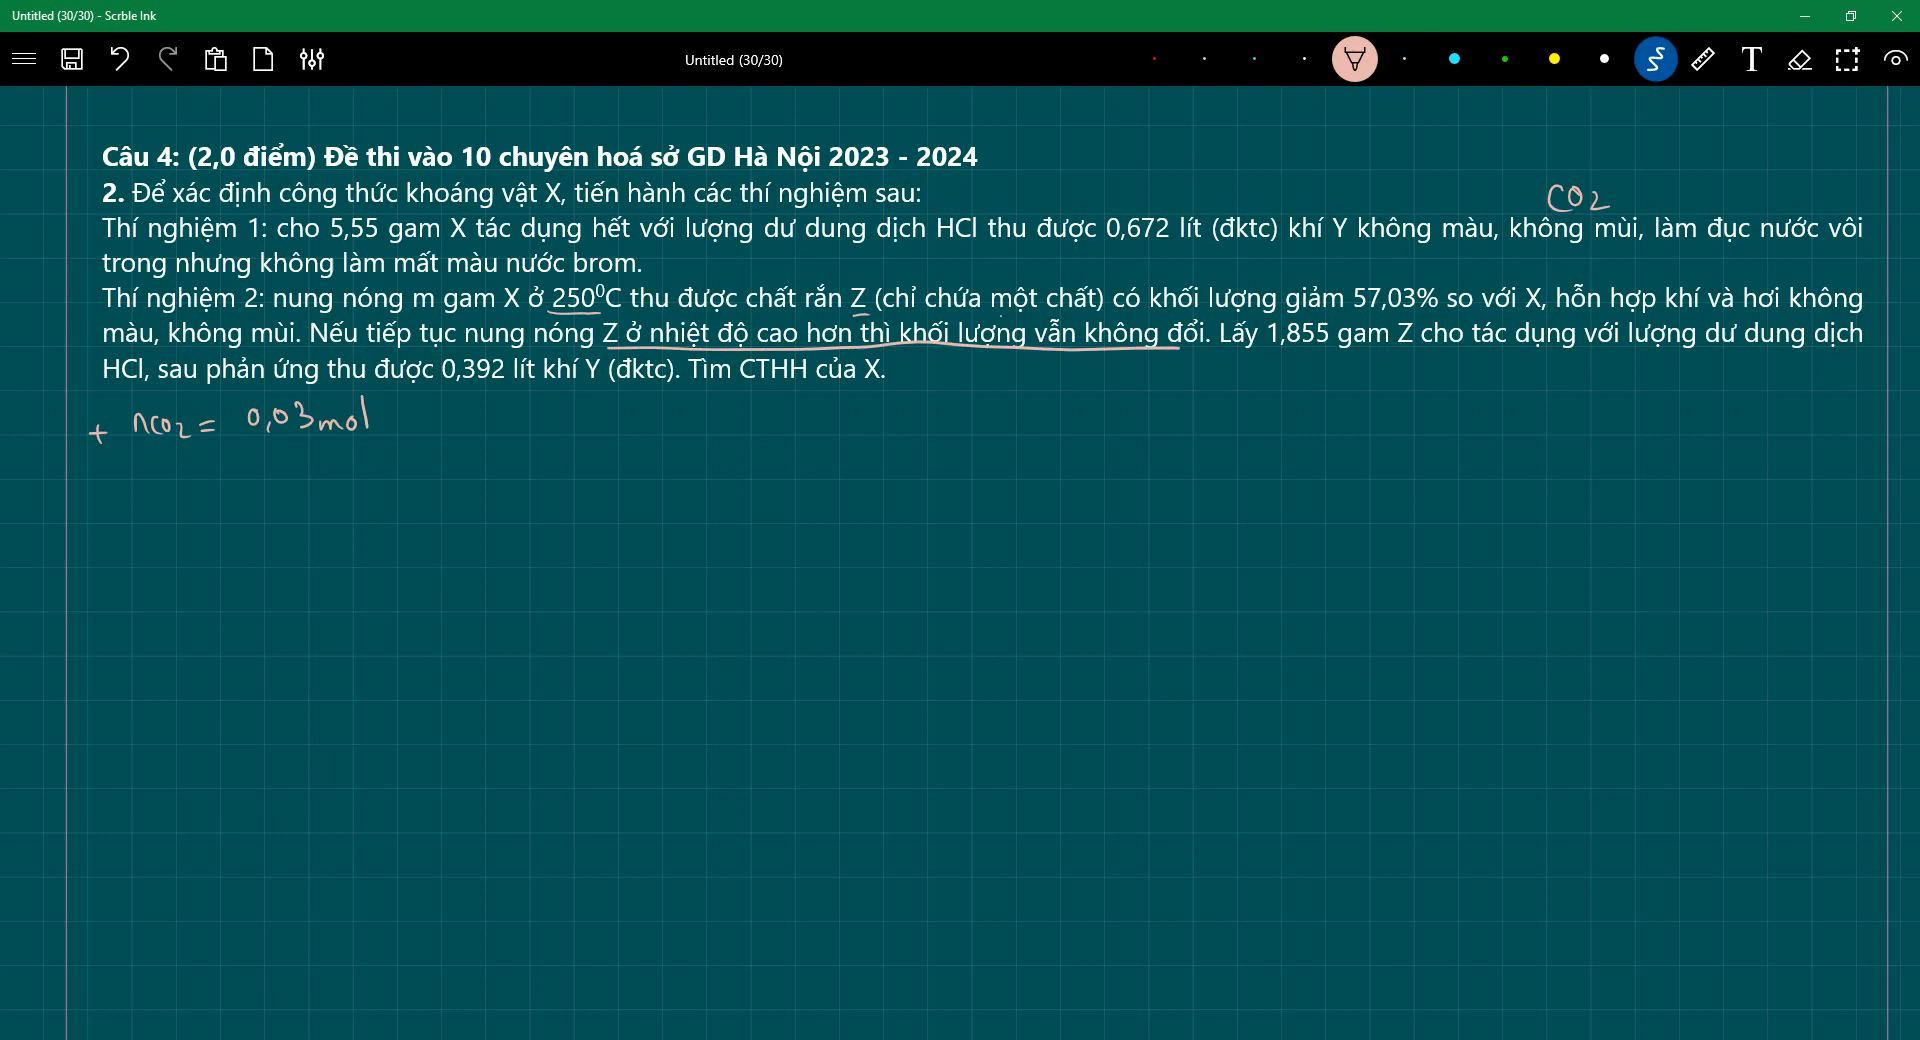 Untitled (30/30) - Scrble Ink
Untitled (30/30)
T
Câu 4: (2,0 điểm) Đề thi vào 10 chuyên hoá sở GD Hà Nội 2023 - 2024
2. Để xác định công thức khoáng vật X, tiến hành các thí nghiệm sau:
CO2
Thí nghiệm 1: cho 5,55 gam X tác dụng hết với lượng dư dung dịch HCl thu được 0,672 lít (đktc) khí Y không màu, không mùi, làm đục nước vôi
trong nhưng không làm mất màu nước brom.
Thí nghiệm 2: nung nóng m gam X ở 250⁰C thu được chất rắn Z (chỉ chứa một chất) có khối lượng giảm 57,03% so với X, hỗn hợp khí và hơi không
màu, không mùi. Nếu tiếp tục nung nóng Z ở nhiệt độ cao hơn thì khối lượng vẫn không đổi. Lấy 1,855 gam Z cho tác dụng với lượng dư dung dịch
HCl, sau phản ứng thu được 0,392 lít khí Y (đktc). Tìm CTHH của X.
+ nCO2 = 0,03 mol